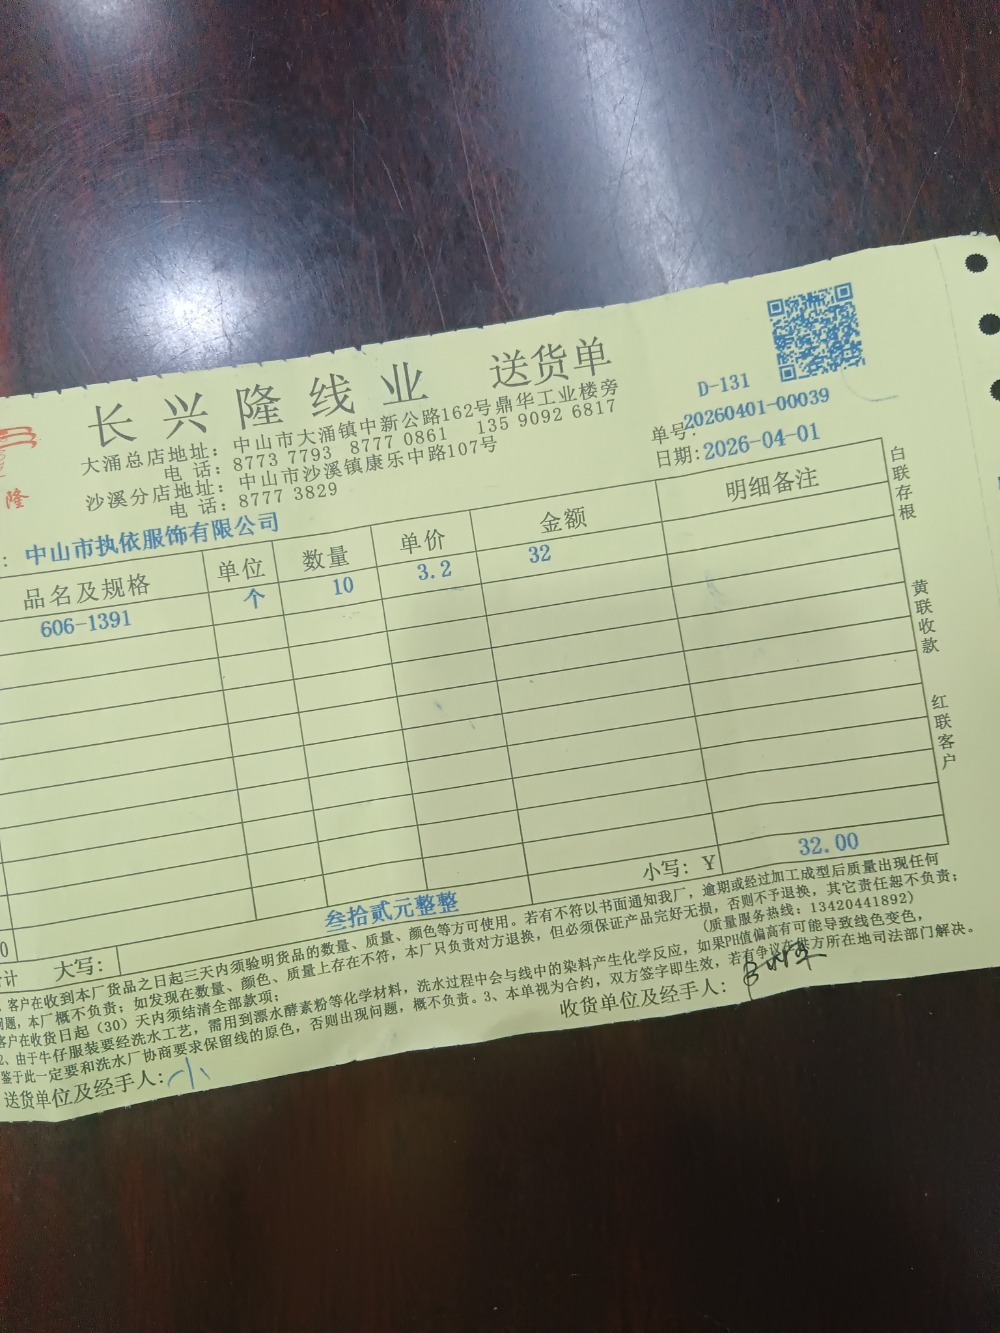 长兴隆线业 送货单
D-131
大涌总店地址：中山市大涌镇中新公路162号鼎华工业楼旁
电 话：8773 7793 8777 0861 135 9092 6817
沙溪分店地址：中山市沙溪镇康乐中路107号
电 话：8777 3829
单号：20260401-00039
日期：2026-04-01
隆
：中山市执依服饰有限公司
品名及规格 单位 数量 单价 金额 明细备注
606-1391 个 10 3.2 32
白联存根
黄联收款
红联客户
小写：Y 32.00
0
计 大写： 叁拾贰元整整
客户在收到本厂货品之日起三天内须验明货品的数量、质量、颜色等方可使用。若有不符以书面通知我厂，逾期或经过加工成型后质量出现任何
问题，本厂概不负责；如发现在数量、颜色、质量上存在不符，本厂只负责对方退换，但必须保证产品完好无损，否则不予退换，其它责任恕不负责；
客户在收货日起（30）天内须结清全部款项； （质量服务热线：13420441892）
2、由于牛仔服装要经洗水工艺，需用到漂水酵素粉等化学材料，洗水过程中会与线中的染料产生化学反应，如果PH值偏高有可能导致线色变色，
鉴于此一定要和洗水厂协商要求保留线的原色，否则出现问题，概不负责。3、本单视为合约，双方签字即生效，若有争议在供方所在地司法部门解决。
送货单位及经手人：小
收货单位及经手人：